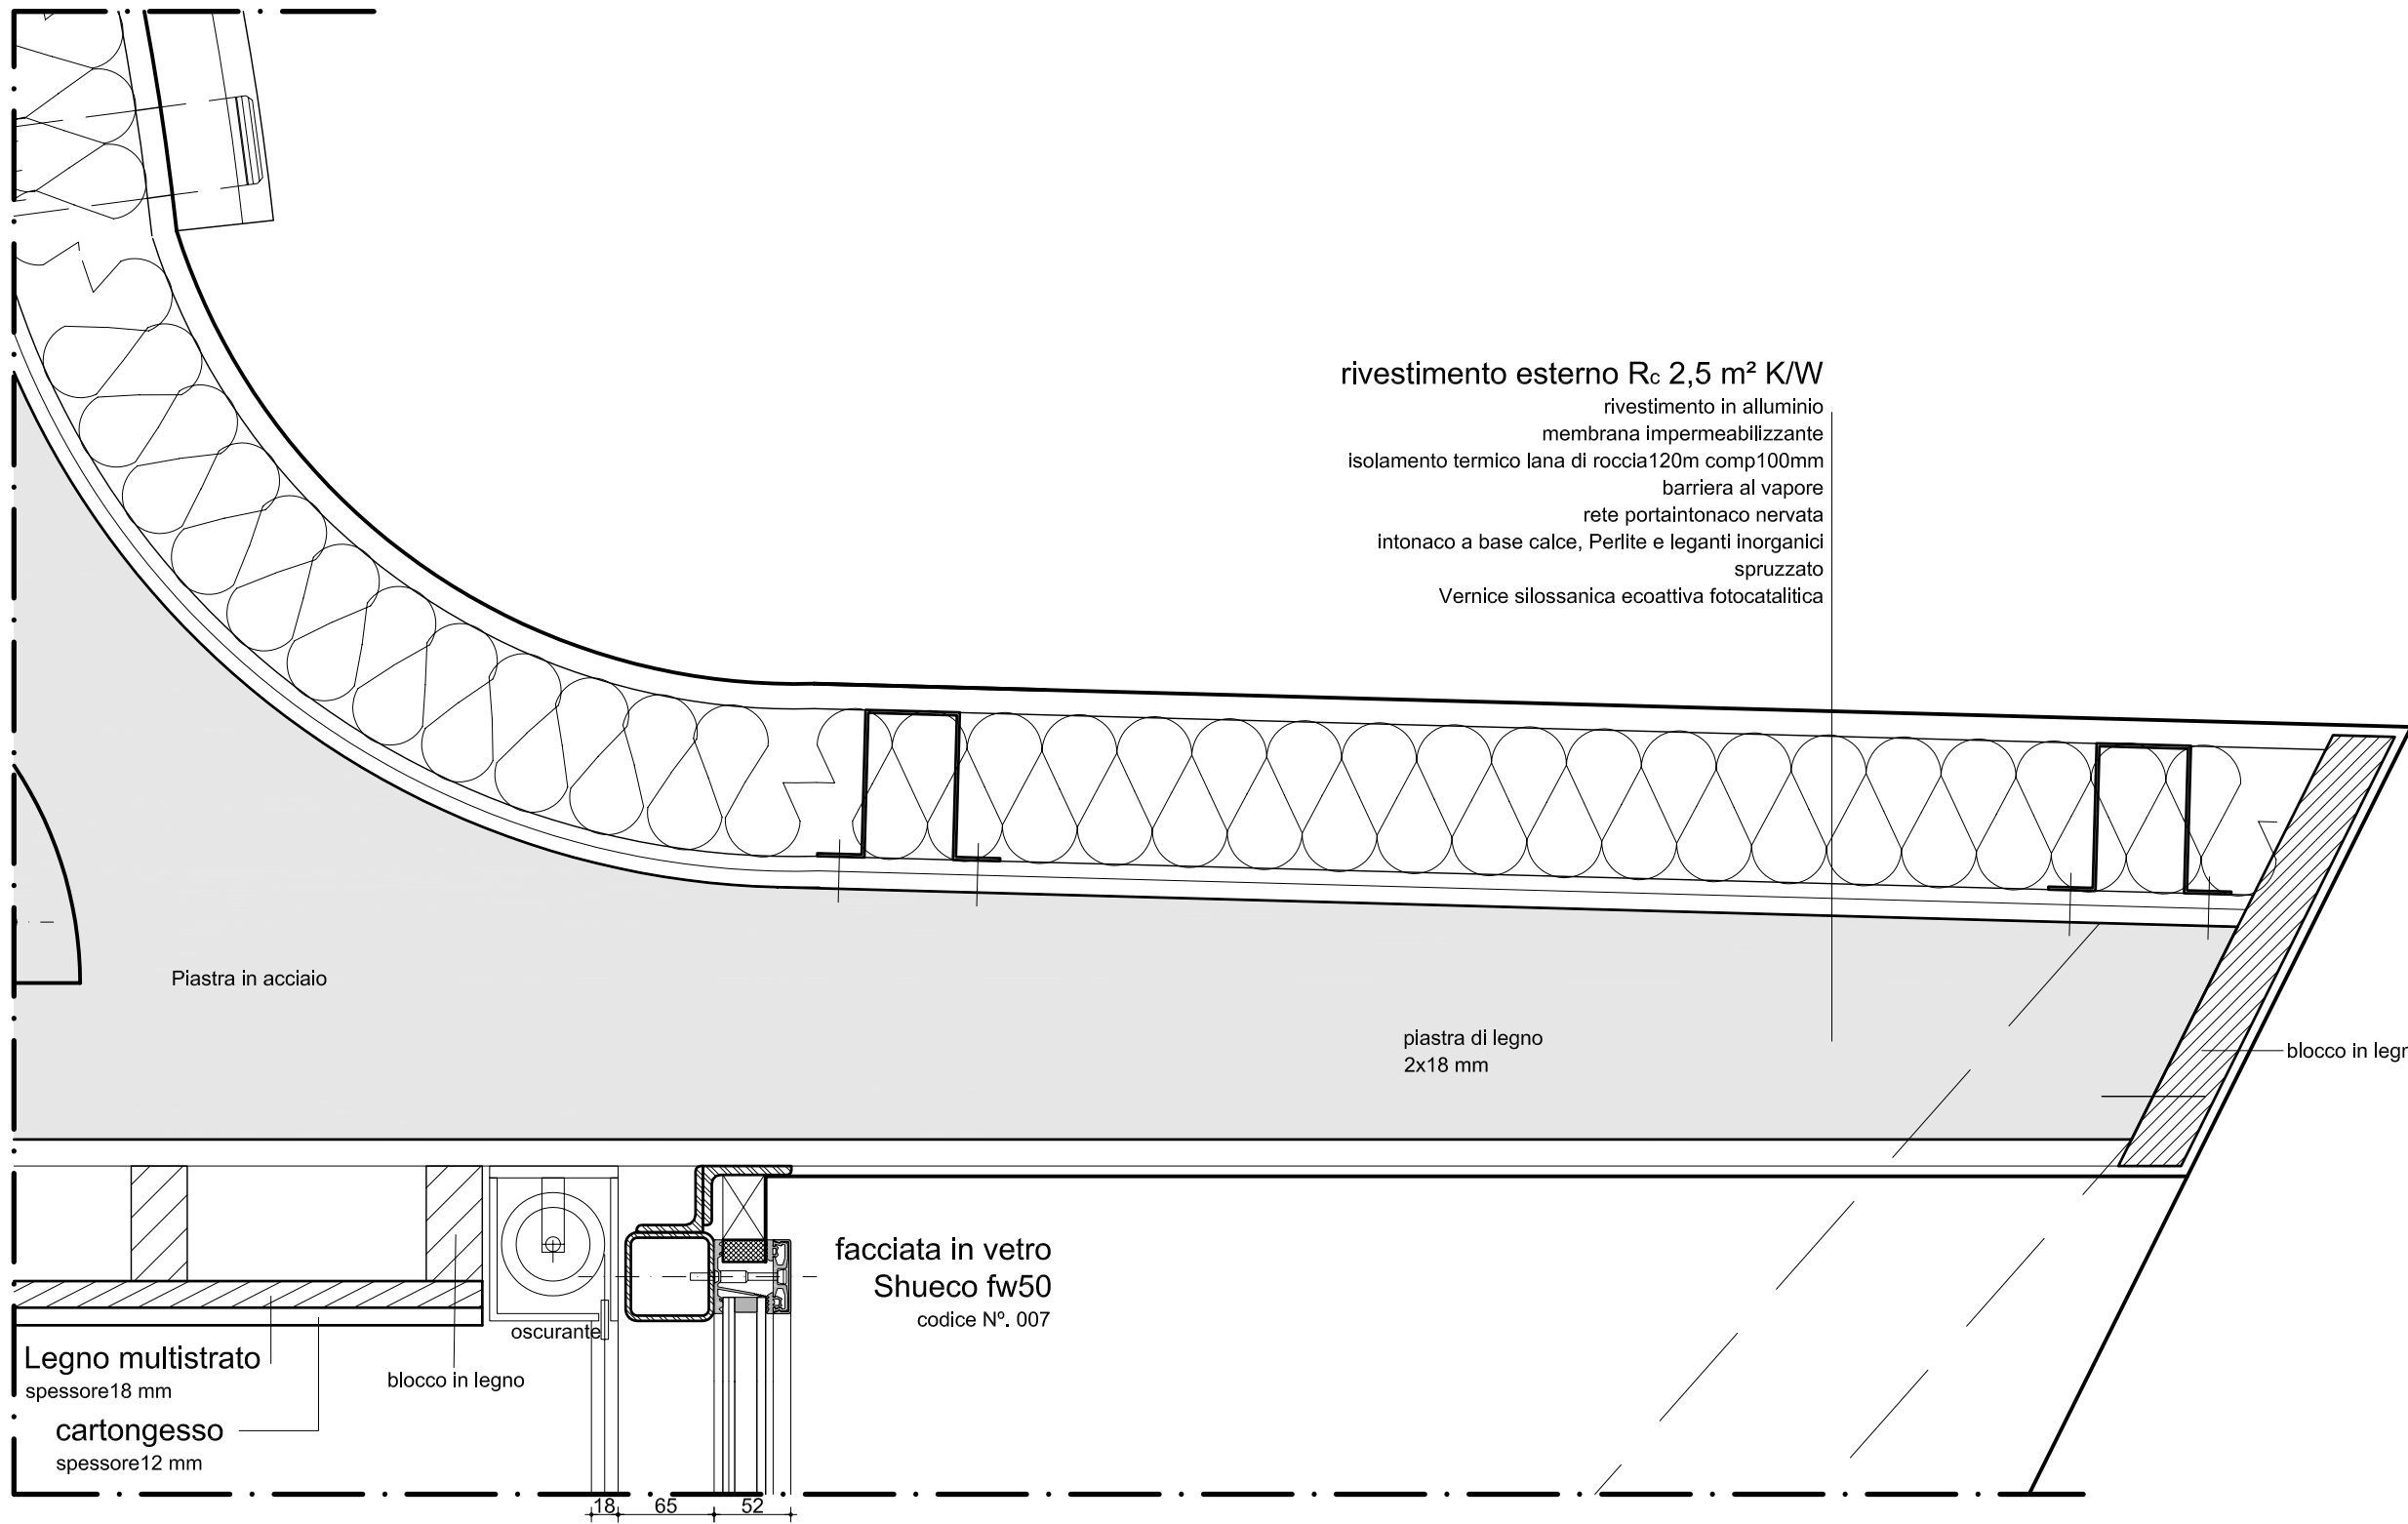 rivestimento esterno Rc 2,5 m² K/W
rivestimento in alluminio
membrana impermeabilizzante
isolamento termico lana di roccia120m comp100mm
barriera al vapore
rete portaintonaco nervata
intonaco a base calce, Perlite e leganti inorganici
spruzzato
Vernice silossanica ecoattiva fotocatalitica
Piastra in acciaio
piastra di legno
2x18 mm
blocco in legn
facciata in vetro
Shueco fw50
codice Nº. 007
oscurante
Legno multistrato
spessore18 mm
blocco in legno
cartongesso
spessore12 mm
18 65 52